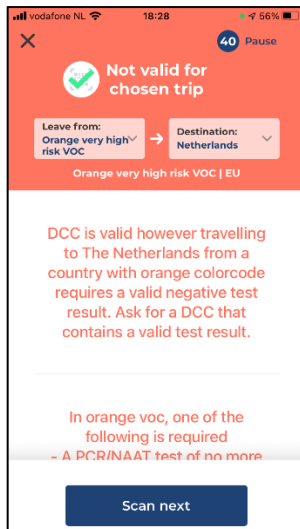 vodafone NL 18:28 56%
40 Pause
Not valid for
chosen trip
Leave from:
Orange very high
risk VOC
Destination:
Netherlands
Orange very high risk VOC | EU
DCC is valid however travelling
to The Netherlands from a
country with orange colorcode
requires a valid negative test
result. Ask for a DCC that
contains a valid test result.
In orange voc, one of the
following is required
- A PCR/NAAT test of no more
Scan next